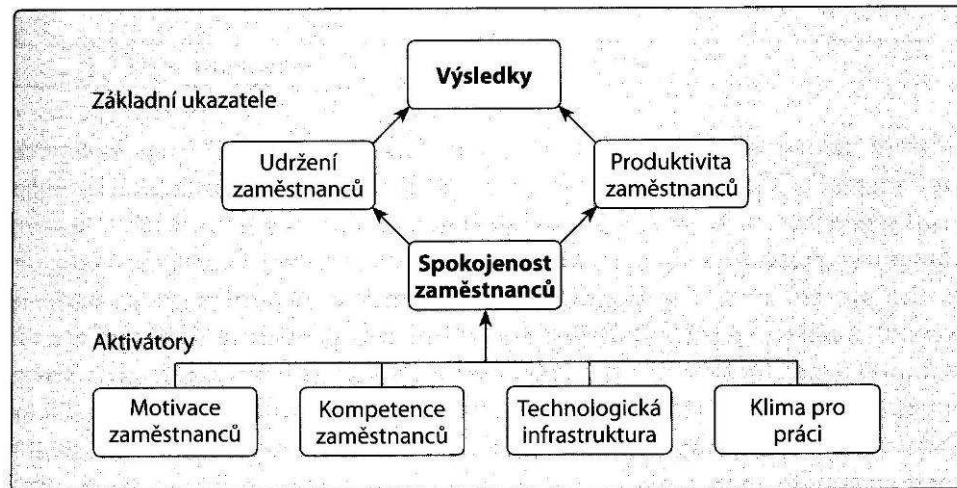 Výsledky
Základní ukazatele
Udržení
zaměstnanců
Produktivita
zaměstnanců
Spokojenost
zaměstnanců
Aktivátory
Motivace
zaměstnanců
Kompetence
zaměstnanců
Technologická
infrastruktura
Klima pro
práci